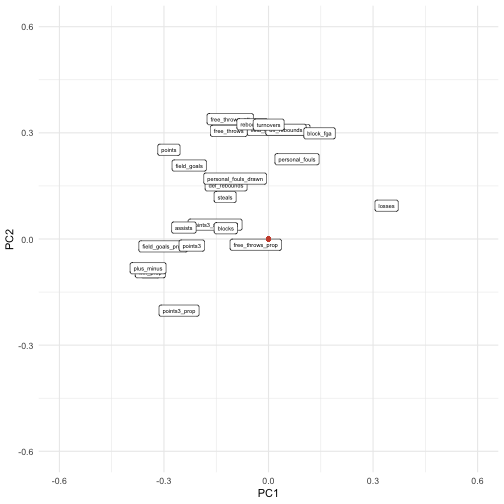 0.6
0.3
0.0
-0.3
-0.6
PC2
free_throws
turnovers
free_throws
block_fga
points
personal_fouls
field_goals
personal_fouls_drawn
def_rebounds
steals
losses
assists
blocks
points3
free_throws_prop
plus_minus
points3_prop
-0.6
-0.3
0.0
0.3
0.6
PC1